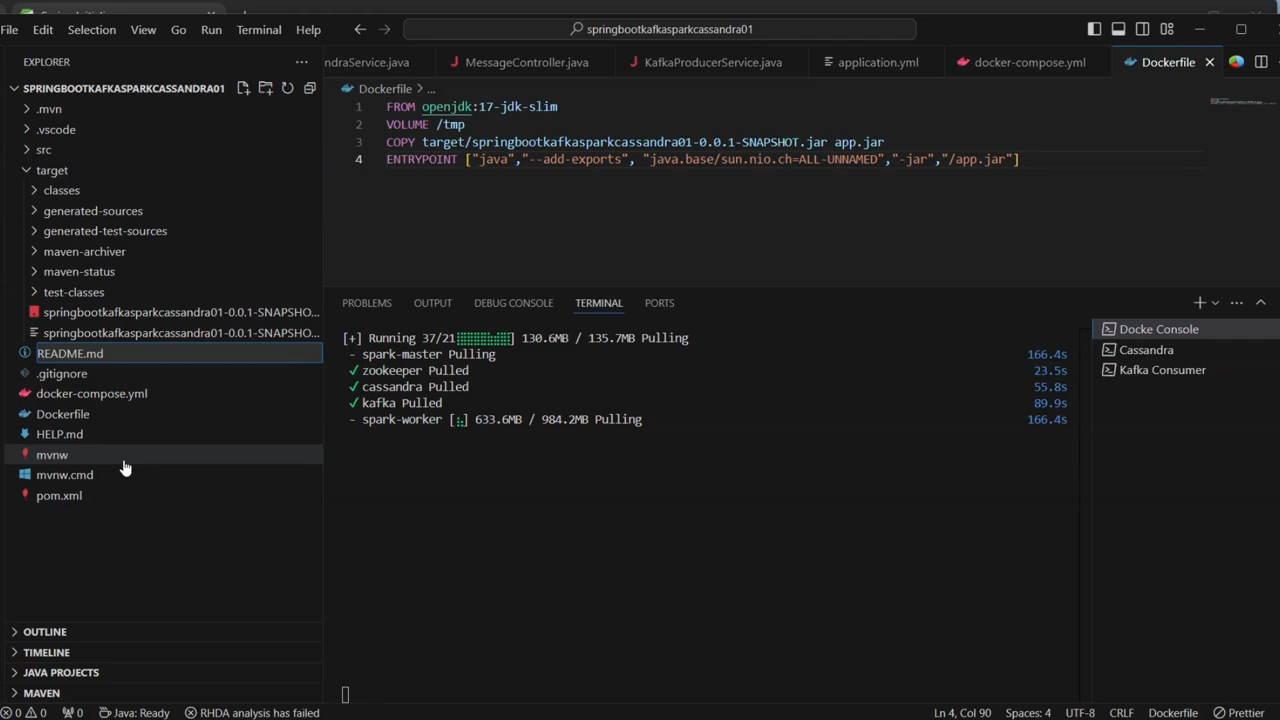 File Edit Selection View Go Run Terminal Help
springbootkafkasparkcassandra01
EXPLORER
SPRINGBOOTKAFKASPARKCASSANDRA01
.mvn
.vscode
src
target
classes
generated-sources
generated-test-sources
maven-archiver
maven-status
test-classes
springbootkafkasparkcassandra01-0.0.1-SNAPSHO...
springbootkafkasparkcassandra01-0.0.1-SNAPSHO...
README.md
.gitignore
docker-compose.yml
Dockerfile
HELP.md
mvnw
mvnw.cmd
pom.xml
OUTLINE
TIMELINE
JAVA PROJECTS
MAVEN
ndraService.java MessageController.java KafkaProducerService.java application.yml docker-compose.yml Dockerfile
Dockerfile > ...
1 FROM openjdk:17-jdk-slim
2 VOLUME /tmp
3 COPY target/springbootkafkasparkcassandra01-0.0.1-SNAPSHOT.jar app.jar
4 ENTRYPOINT ["java","--add-exports", "java.base/sun.nio.ch=ALL-UNNAMED","-jar","/app.jar"]
PROBLEMS OUTPUT DEBUG CONSOLE TERMINAL PORTS
[+] Running 37/21 ] 130.6MB / 135.7MB Pulling
- spark-master Pulling 166.4s
✓ zookeeper Pulled 23.5s
✓ cassandra Pulled 55.8s
✓ kafka Pulled 89.9s
- spark-worker [ ] 633.6MB / 984.2MB Pulling 166.4s
Docke Console
Cassandra
Kafka Consumer
0 0 0 Java: Ready RHDA analysis has failed Ln 4, Col 90 Spaces: 4 UTF-8 CRLF Dockerfile Prettier